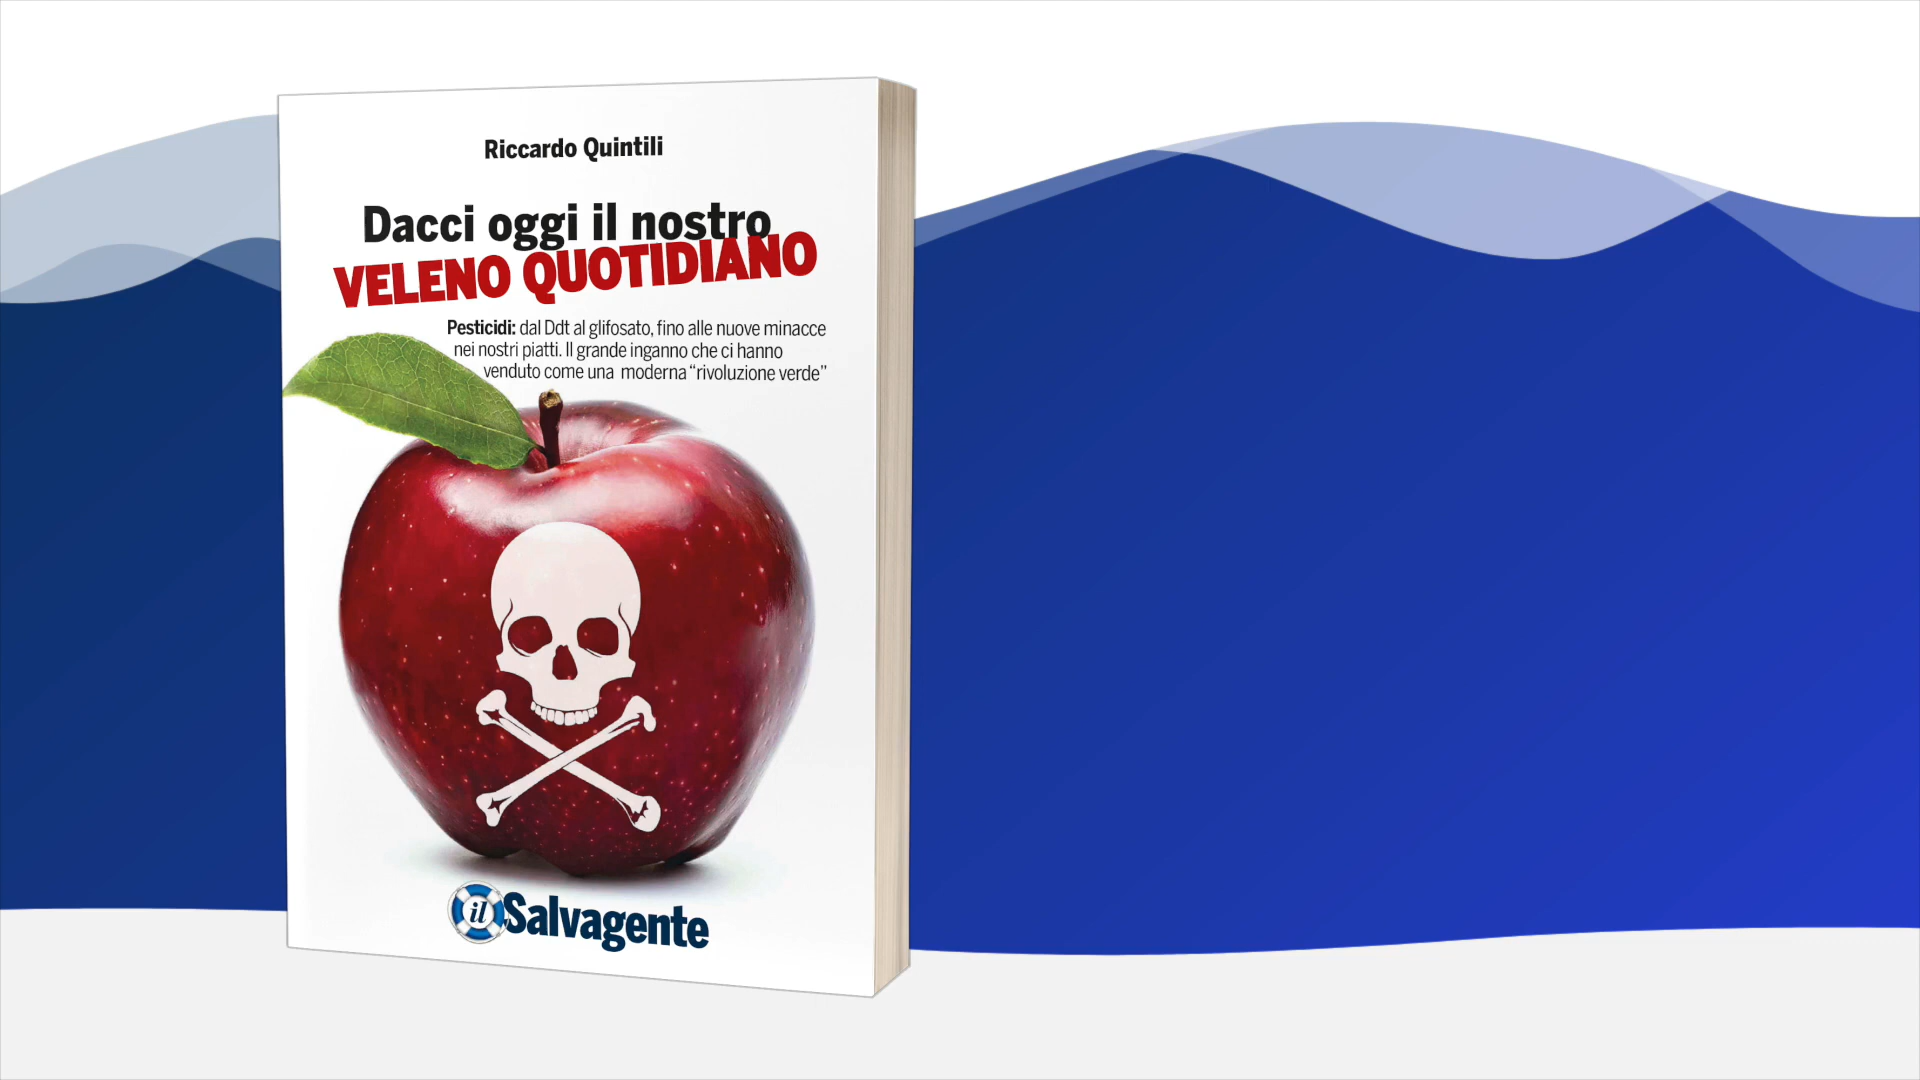 Riccardo Quintili
Dacci oggi il nostro
VELENO QUOTIDIANO
Pesticidi: dal Ddt al glifosato, fino alle nuove minacce
nei nostri piatti. Il grande inganno che ci hanno
venduto come una moderna “rivoluzione verde”
il Salvagente